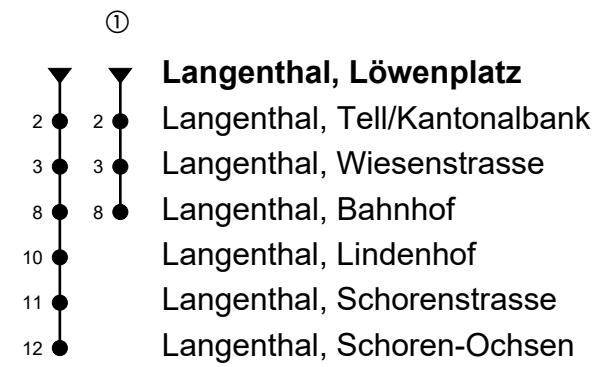 ①
Langenthal, Löwenplatz
2 2 Langenthal, Tell/Kantonalbank
3 3 Langenthal, Wiesenstrasse
8 8 Langenthal, Bahnhof
10 Langenthal, Lindenhof
11 Langenthal, Schorenstrasse
12 Langenthal, Schoren-Ochsen